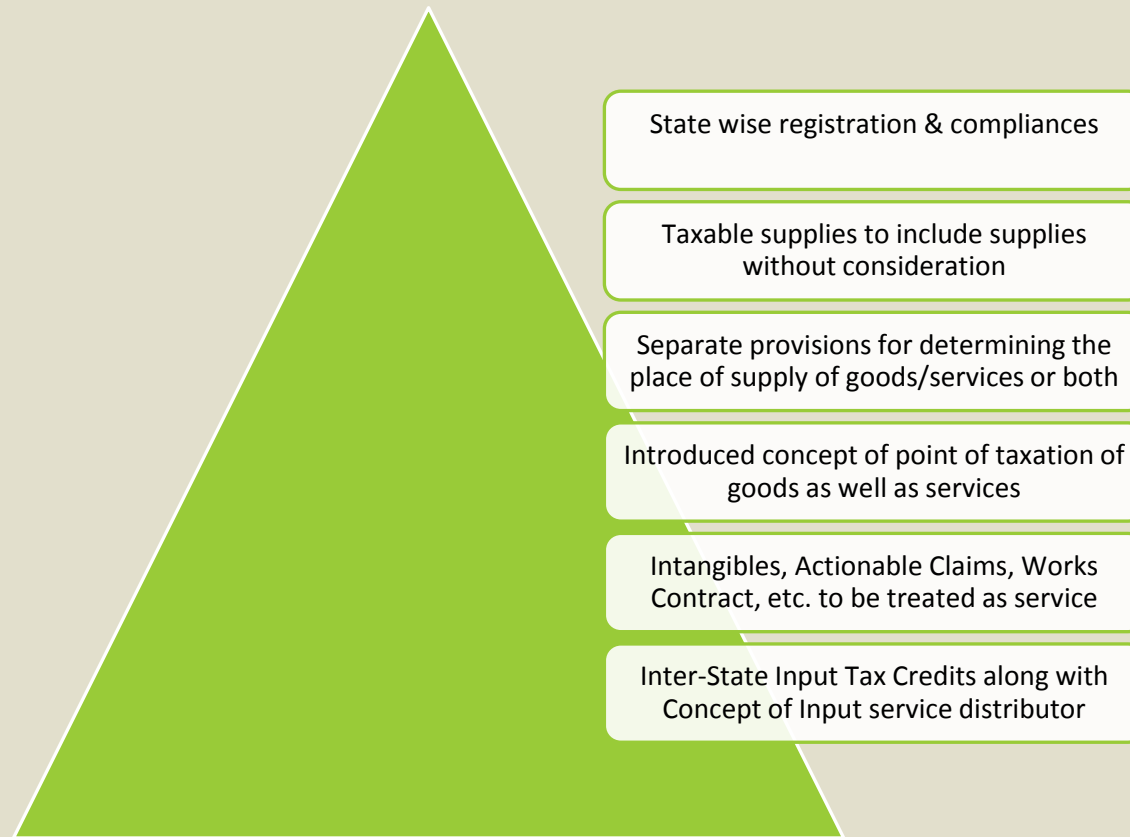 State wise registration & compliances
Taxable supplies to include supplies
without consideration
Separate provisions for determining the
place of supply of goods/services or both
Introduced concept of point of taxation of
goods as well as services
Intangibles, Actionable Claims, Works
Contract, etc. to be treated as service
Inter-State Input Tax Credits along with
Concept of Input service distributor